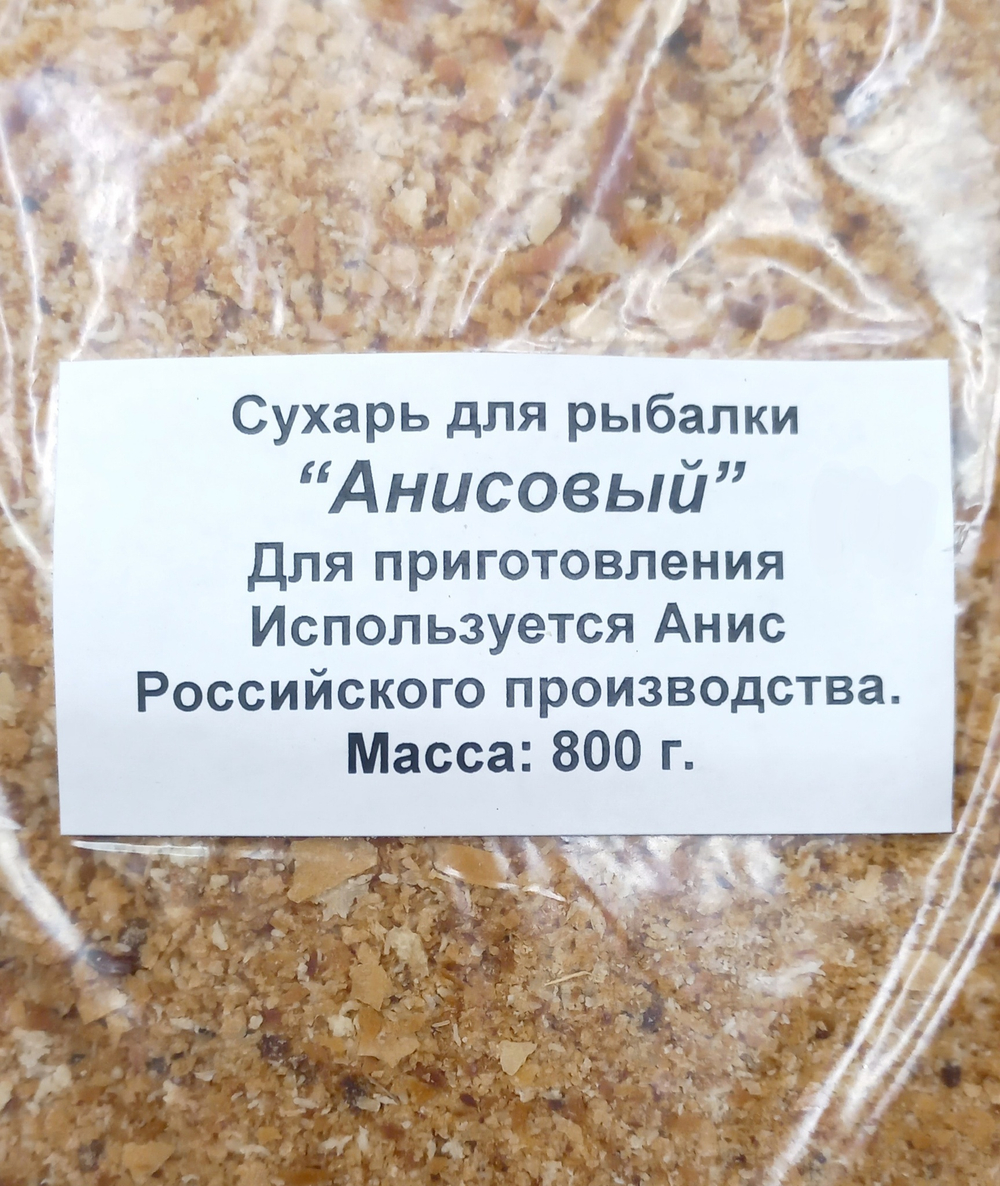 Сухарь для рыбалки
“Анисовый”
Для приготовления
Используется Анис
Российского производства.
Масса: 800 г.